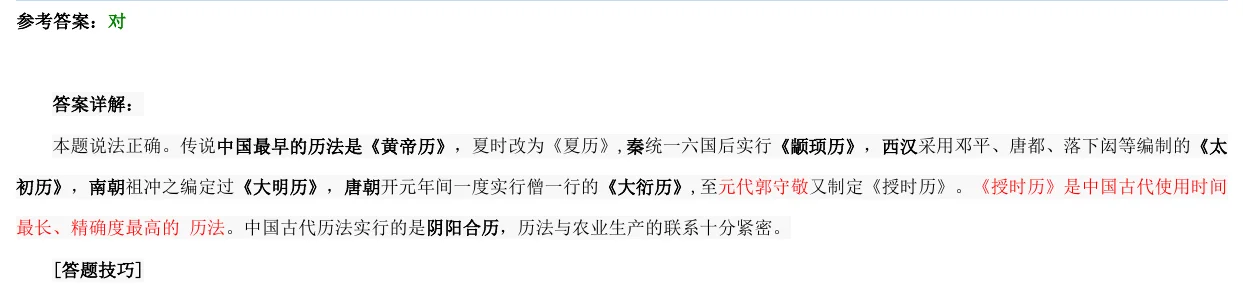 参考答案：对
答案详解：
本题说法正确。传说中国最早的历法是《黄帝历》，夏时改为《夏历》,秦统一六国后实行《颛顼历》，西汉采用邓平、唐都、落下闳等编制的《太
初历》，南朝祖冲之编定过《大明历》，唐朝开元年间一度实行僧一行的《大衍历》,至元代郭守敬又制定《授时历》。《授时历》是中国古代使用时间
最长、精确度最高的 历法。中国古代历法实行的是阴阳合历，历法与农业生产的联系十分紧密。
[答题技巧]